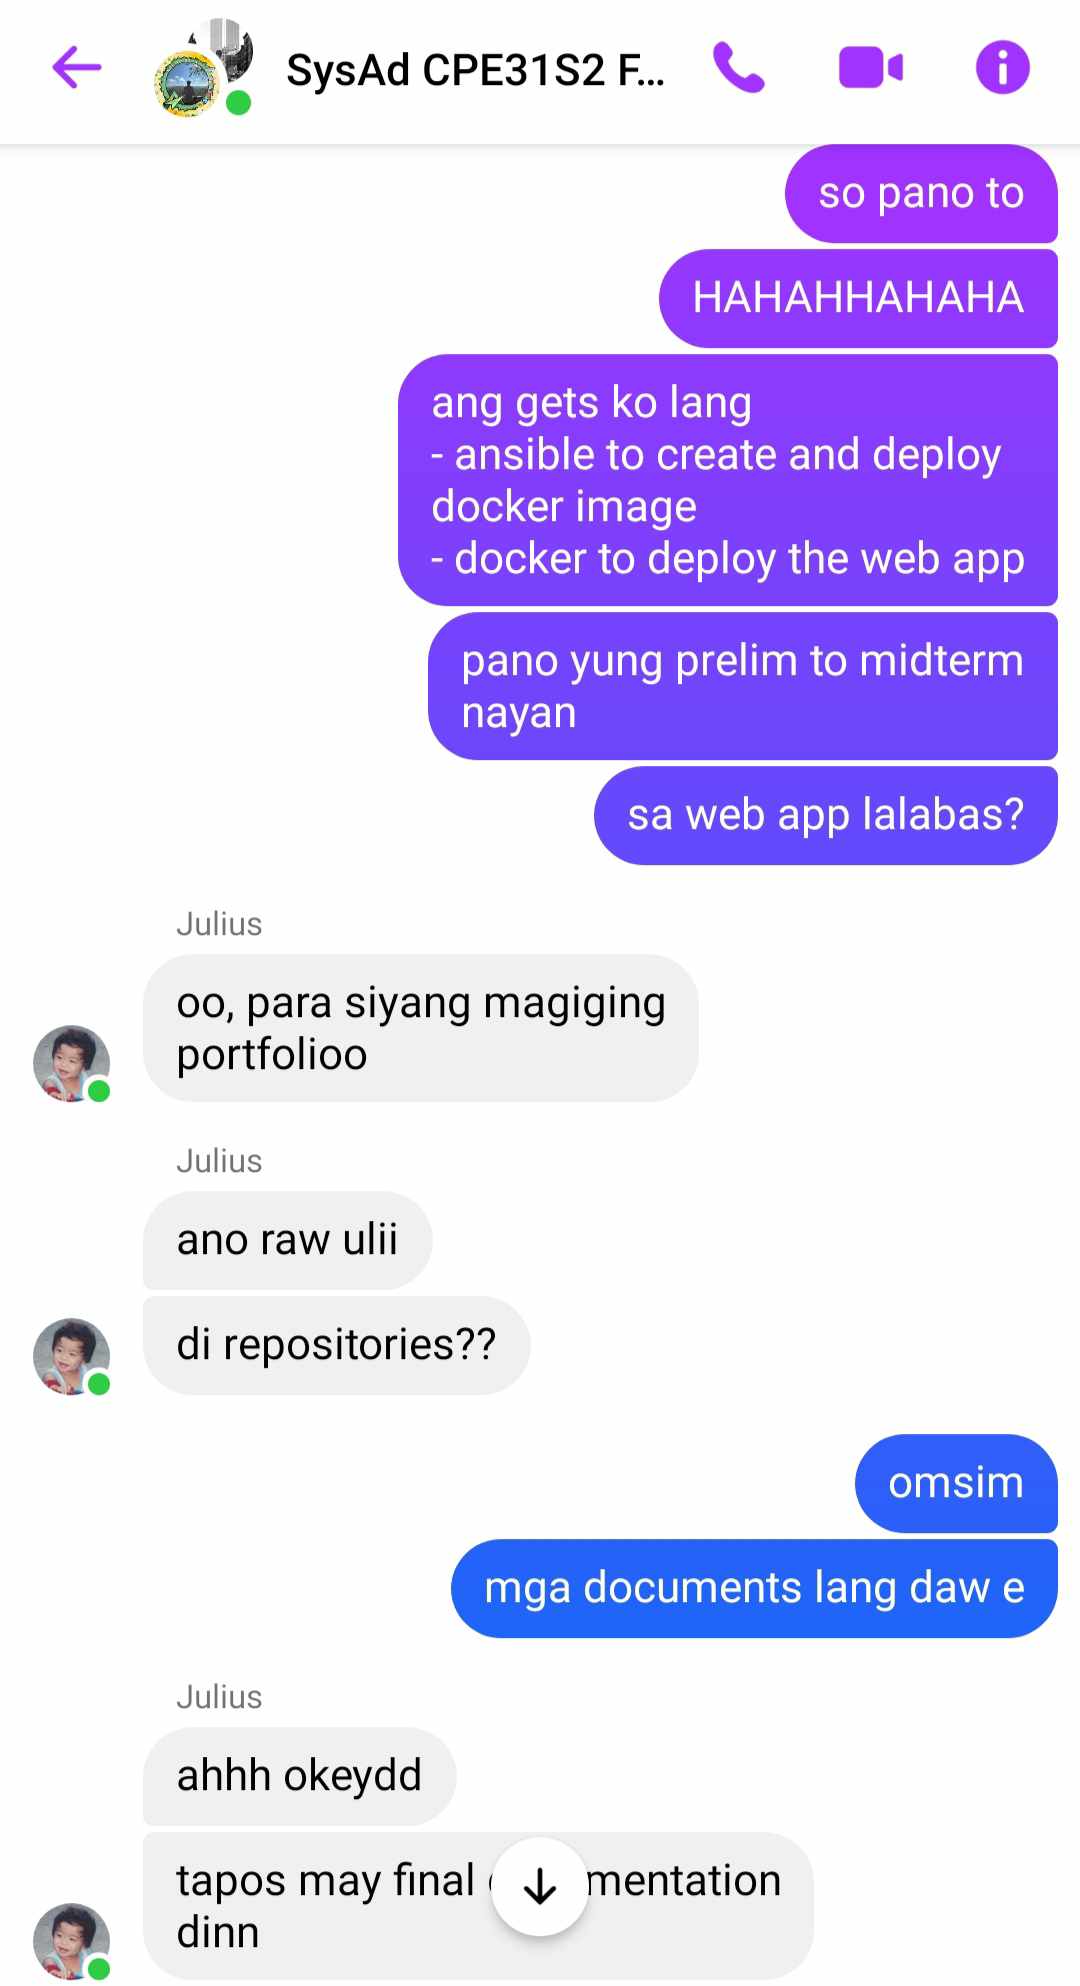 SysAd CPE31S2 F...
so pano to
HAHAHHAHAHA
ang gets ko lang
- ansible to create and deploy
docker image
- docker to deploy the web app
pano yung prelim to midterm
nayan
sa web app lalabas?
Julius
oo, para siyang magiging
portfolioo
Julius
ano raw ulii
di repositories??
omsim
mga documents lang daw e
Julius
ahhh okeydd
tapos may final mentation
dinn